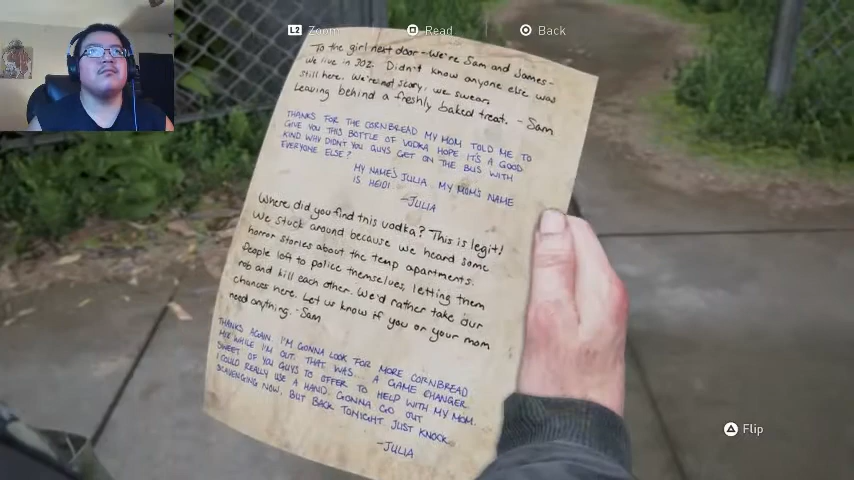 L2 Zoom
Read
Back
To the girl next door - We're Sam and James -
we live in 302. Didn't know anyone else was
still here. We're not scary, we swear.
Leaving behind a freshly baked treat. - Sam
THANKS FOR THE CORNBREAD MY MOM TOLD ME TO
GIVE YOU THIS BOTTLE OF VODKA HOPE IT'S A GOOD
KIND WHY DIDN'T YOU GUYS GET ON THE BUS WITH
EVERYONE ELSE?
MY NAME'S JULIA MY MOM'S NAME
IS HEIDI
-JULIA
Where did you find this vodka? This is legit!
We stuck around because we heard some
horror stories about the temp apartments.
People left to police themselves, letting them
rob and kill each other. We'd rather take our
chances here. Let us know if you or your mom
need anything. - Sam
THANKS AGAIN. I'M GONNA LOOK FOR MORE CORNBREAD
MIX WHILE I'M OUT. THAT WAS... A GAME CHANGER.
SWEET OF YOU GUYS TO OFFER TO HELP WITH MY MOM.
I COULD REALLY USE A HAND. GONNA GO OUT
SCAVENGING NOW, BUT BACK TONIGHT. JUST KNOCK.
-JULIA
Flip